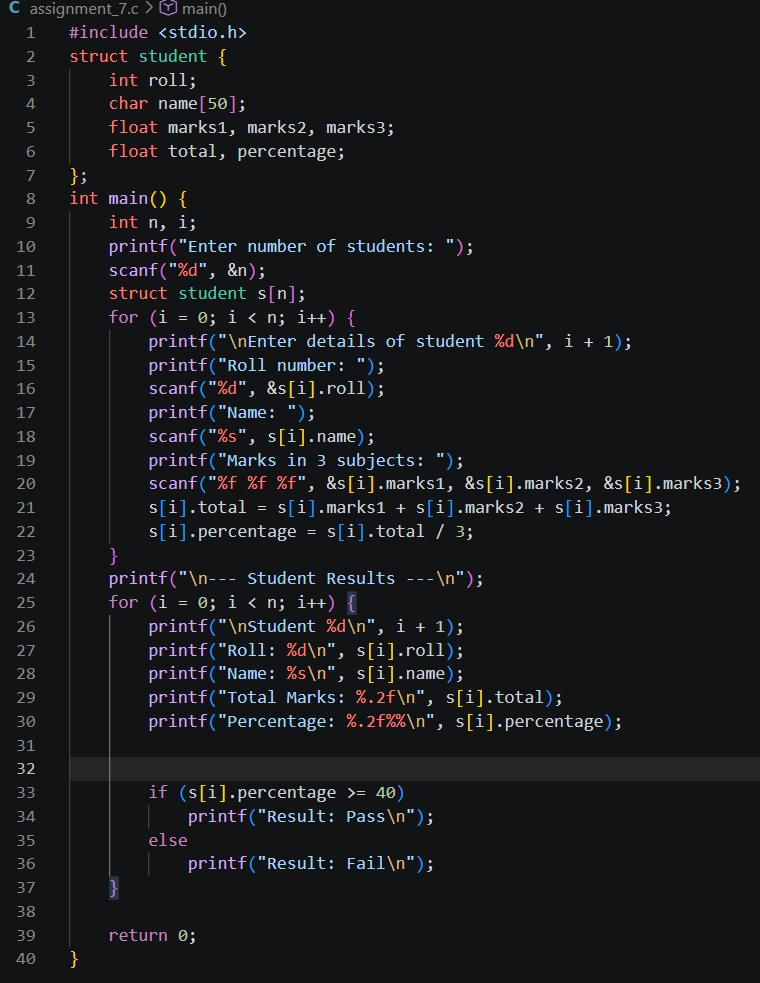 C assignment_7.c > main()
1 #include <stdio.h>
2 struct student {
3     int roll;
4     char name[50];
5     float marks1, marks2, marks3;
6     float total, percentage;
7 };
8 int main() {
9     int n, i;
10     printf("Enter number of students: ");
11     scanf("%d", &n);
12     struct student s[n];
13     for (i = 0; i < n; i++) {
14         printf("\nEnter details of student %d\n", i + 1);
15         printf("Roll number: ");
16         scanf("%d", &s[i].roll);
17         printf("Name: ");
18         scanf("%s", s[i].name);
19         printf("Marks in 3 subjects: ");
20         scanf("%f %f %f", &s[i].marks1, &s[i].marks2, &s[i].marks3);
21         s[i].total = s[i].marks1 + s[i].marks2 + s[i].marks3;
22         s[i].percentage = s[i].total / 3;
23     }
24     printf("\n--- Student Results ---\n");
25     for (i = 0; i < n; i++) {
26         printf("\nStudent %d\n", i + 1);
27         printf("Roll: %d\n", s[i].roll);
28         printf("Name: %s\n", s[i].name);
29         printf("Total Marks: %.2f\n", s[i].total);
30         printf("Percentage: %.2f%%\n", s[i].percentage);
31
32
33         if (s[i].percentage >= 40)
34             printf("Result: Pass\n");
35         else
36             printf("Result: Fail\n");
37     }
38
39     return 0;
40 }